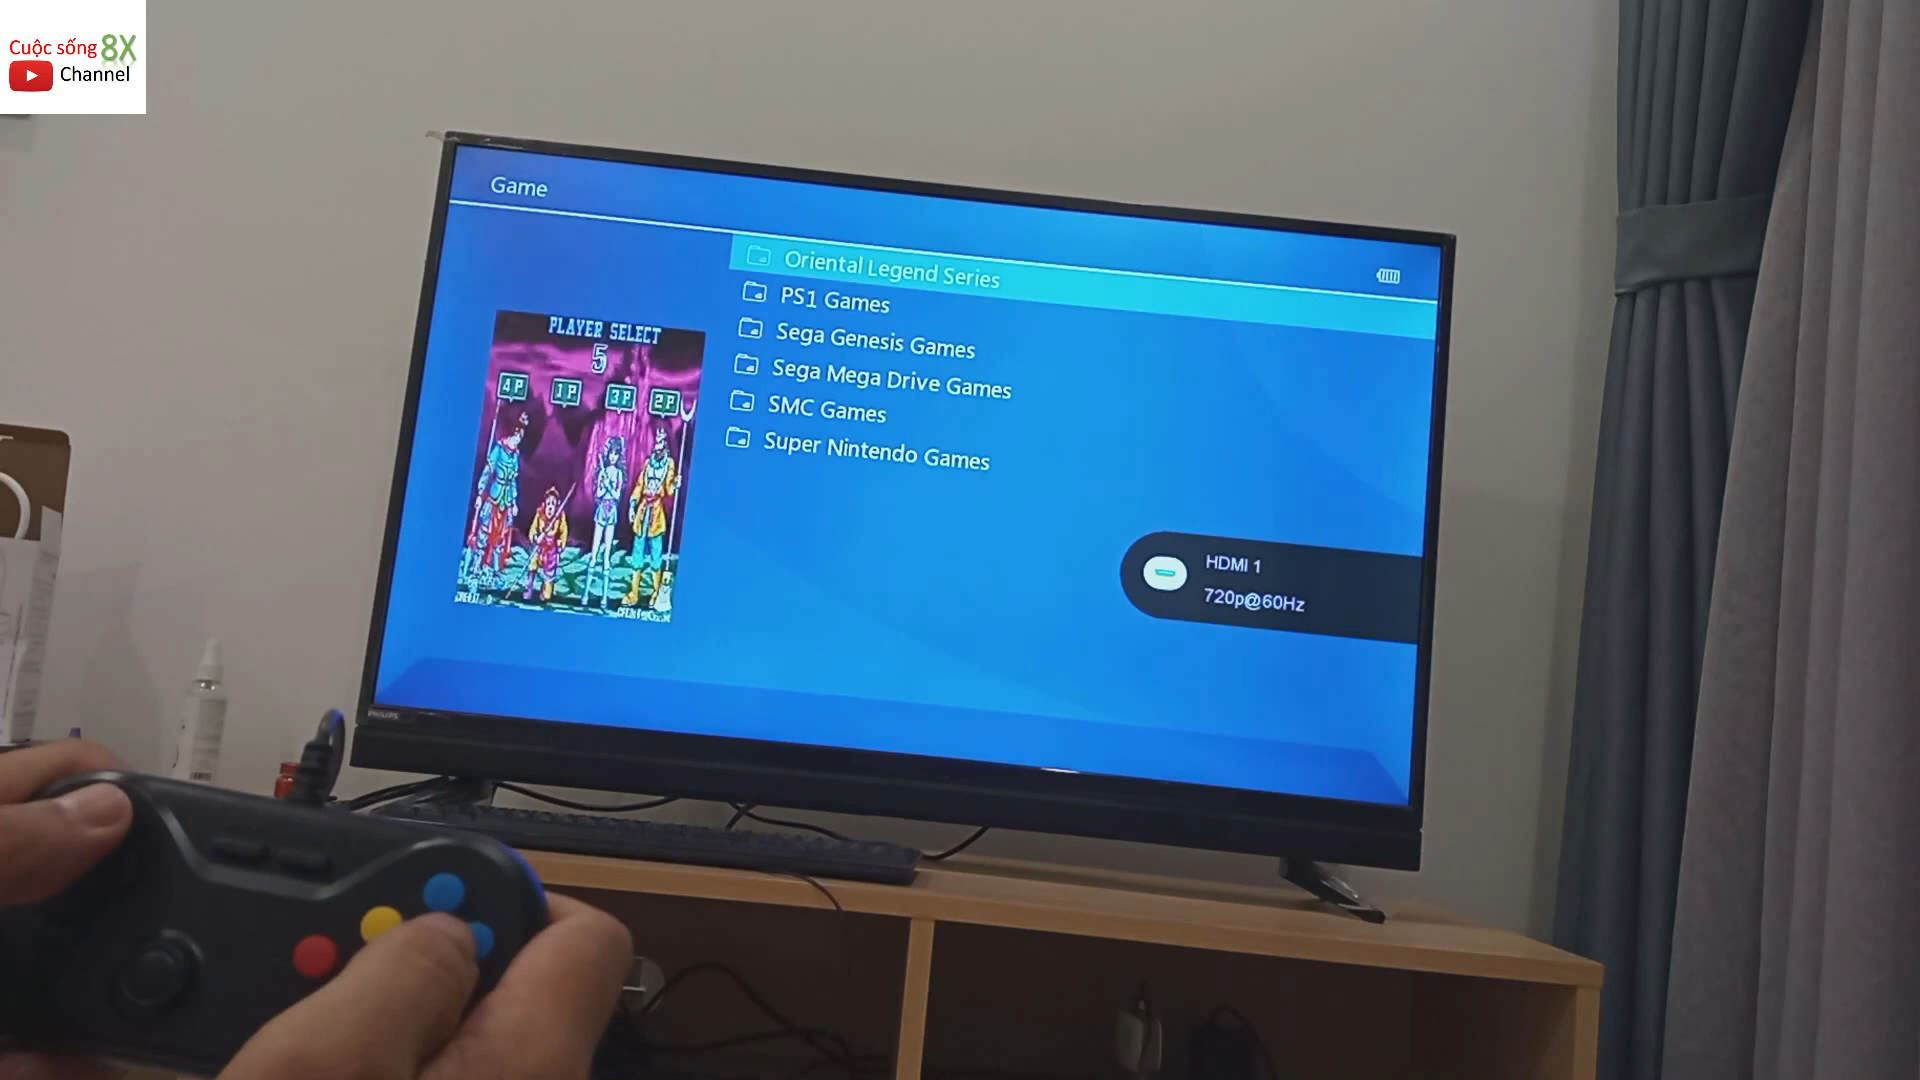 Cuộc sống 8X
Channel
Game
Oriental Legend Series
PS1 Games
Sega Genesis Games
Sega Mega Drive Games
SMC Games
Super Nintendo Games
PLAYER SELECT
5
4P 1P 3P 2P
HDMI 1
720p@60Hz
PHILIPS